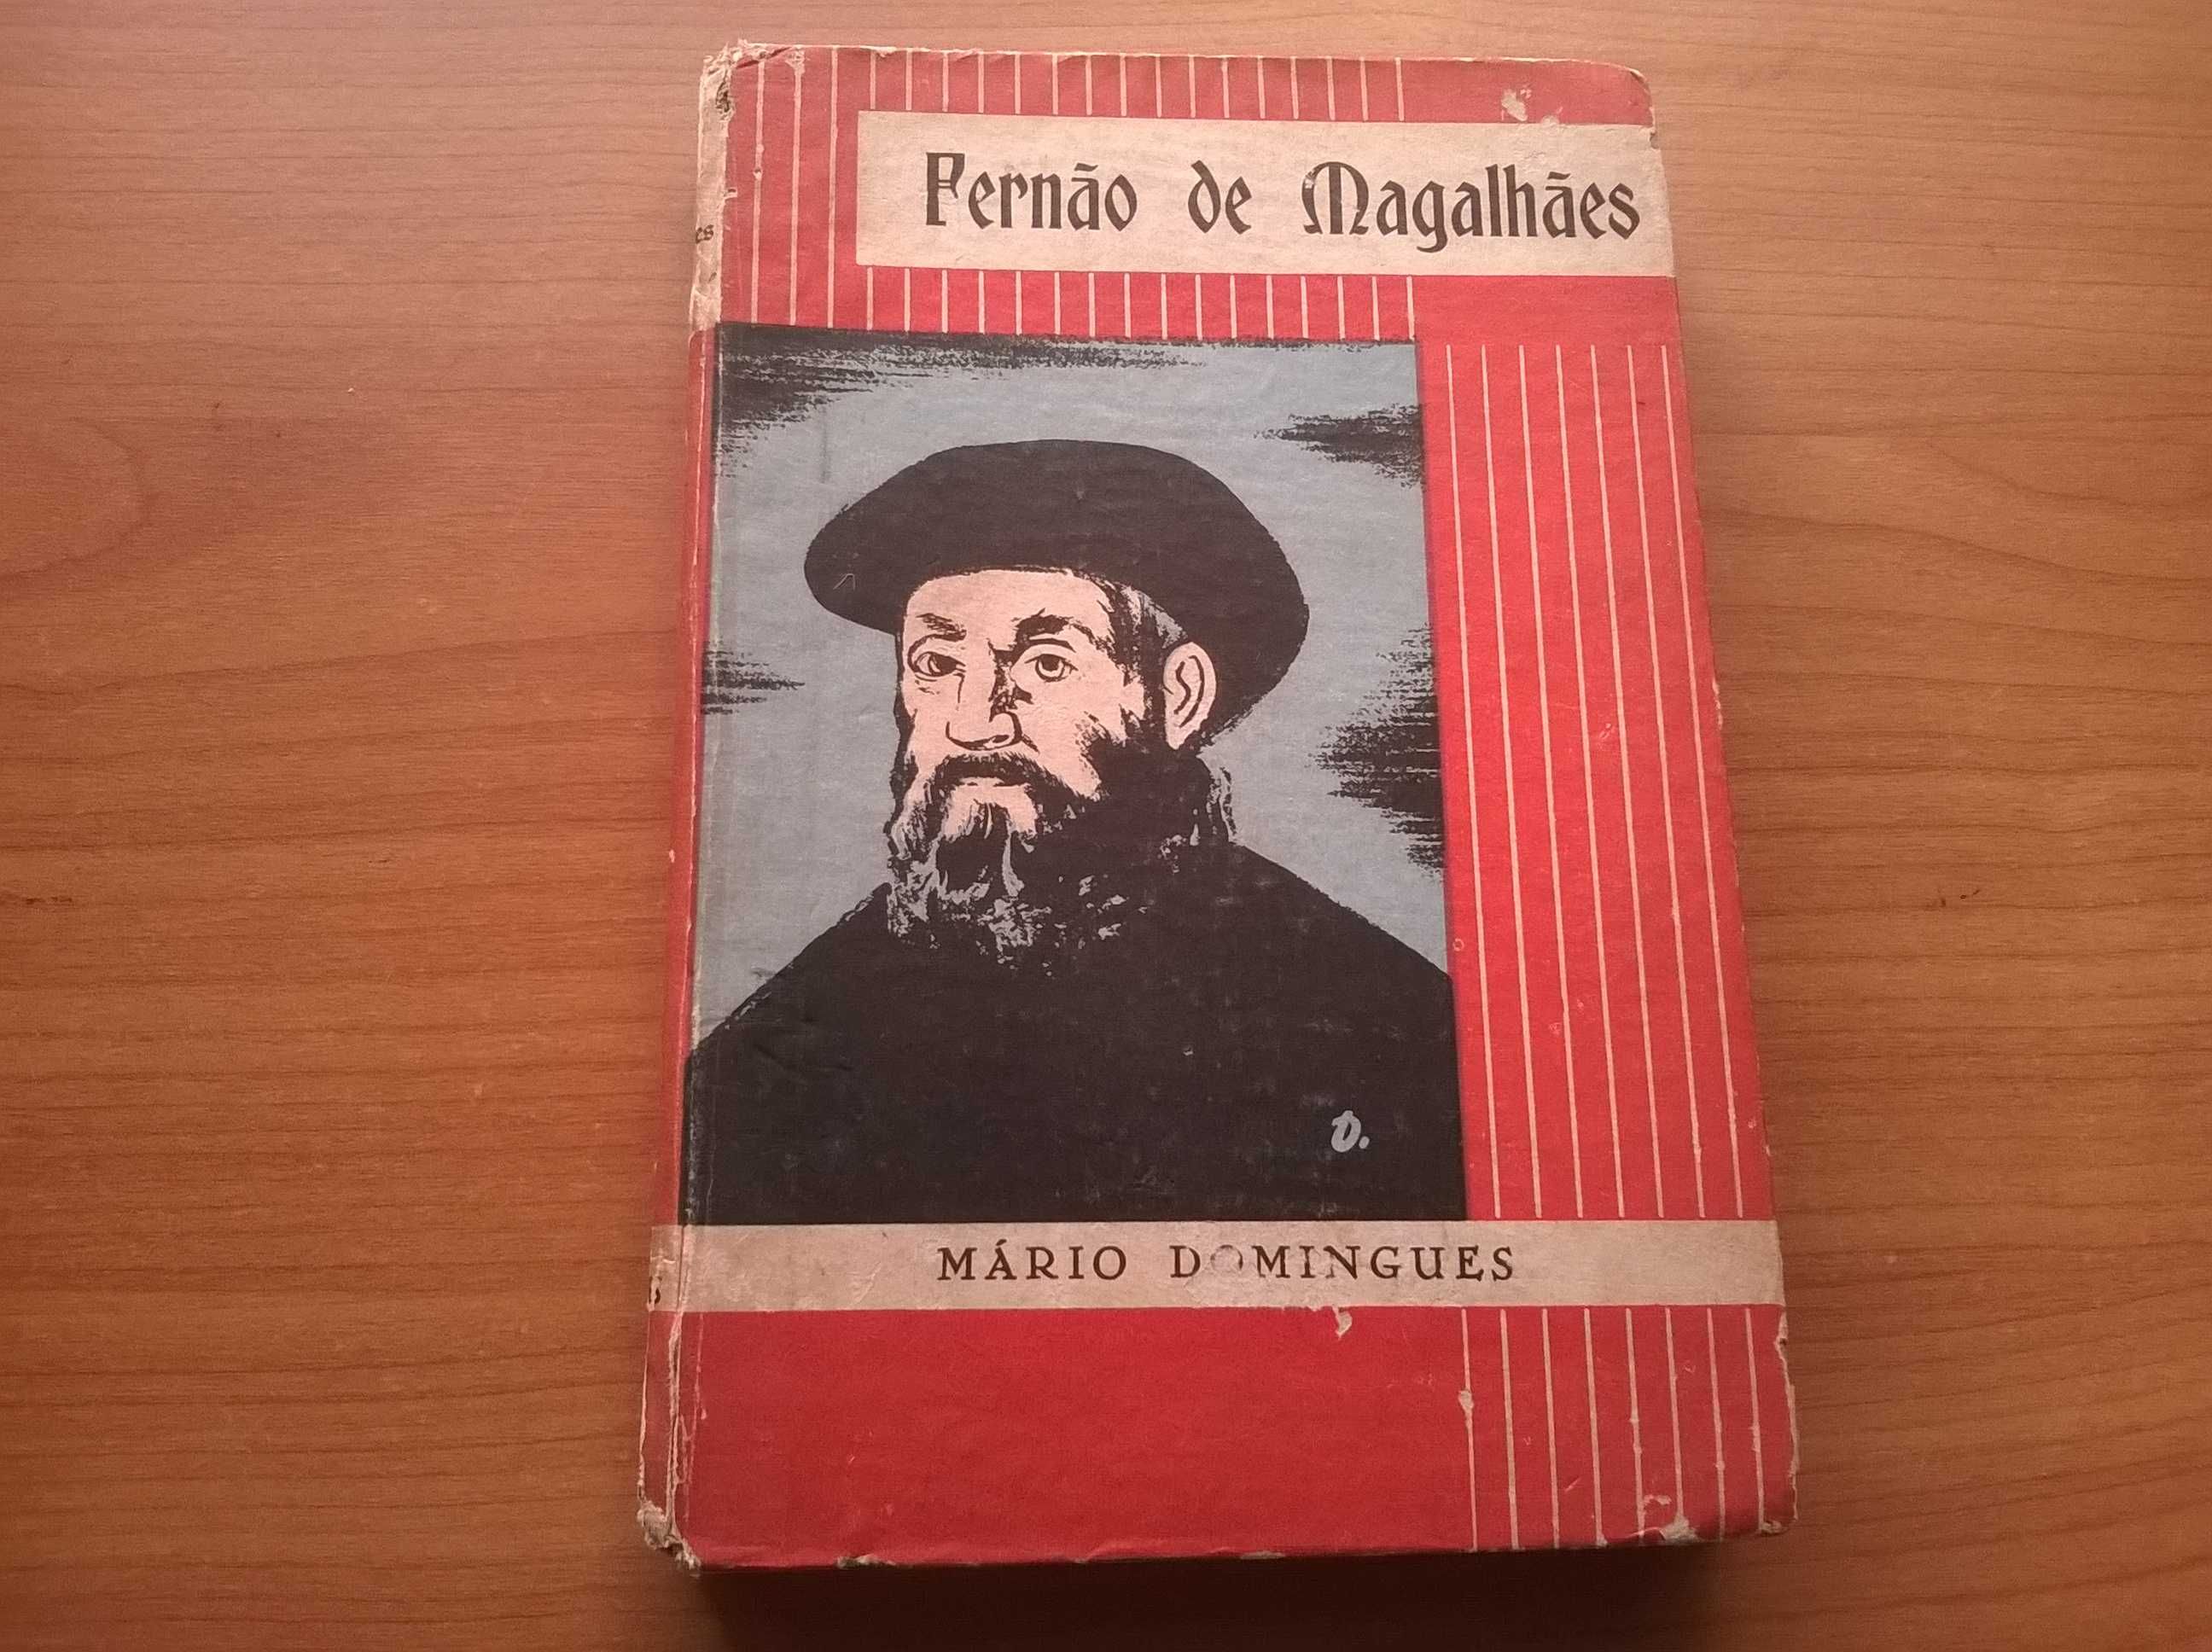 Fernão de Magalhães
D.
MÁRIO DOMINGUES